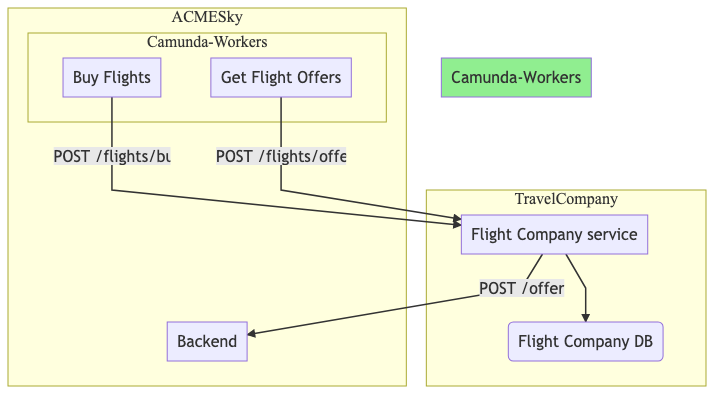 ACMESky
Camunda-Workers
Buy Flights
Get Flight Offers
Camunda-Workers
POST /flights/bu
POST /flights/offe
TravelCompany
Flight Company service
POST /offer
Backend
Flight Company DB